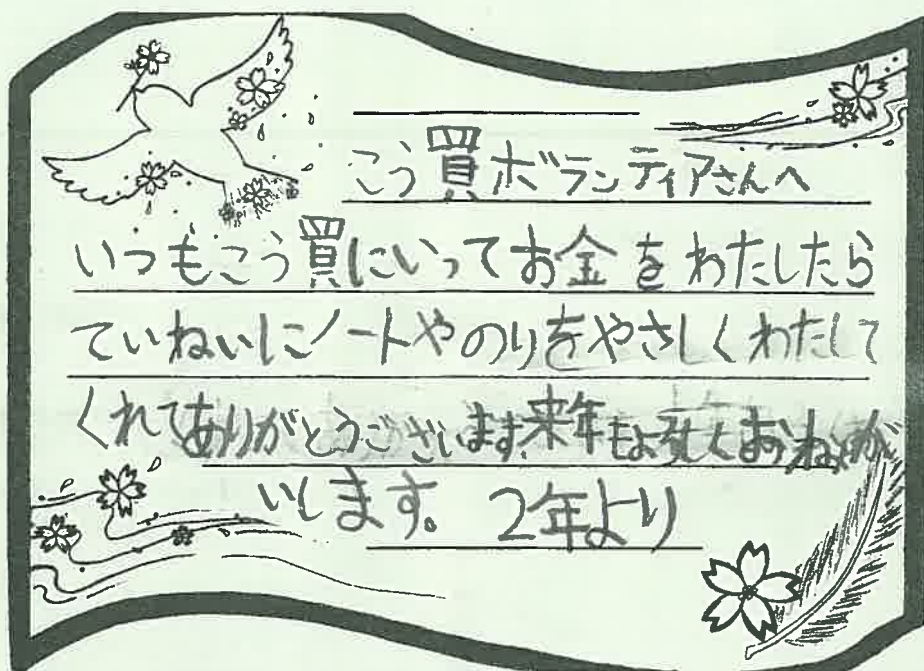 こう買ボランティアさんへ
いつもこう買にいってお金をわたしたら
ていねいにノートやのりをやさしくわたして
くれてありがとうございます。来年もよろしくおねが
いします。2年より